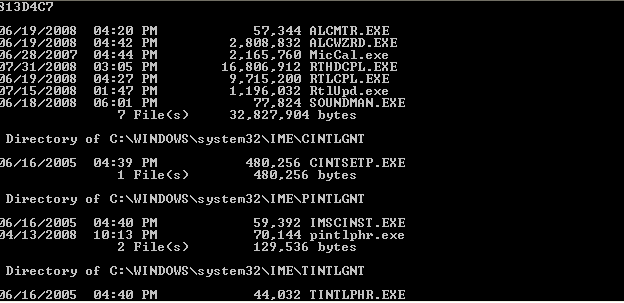 813D4C7
06/19/2008  04:20 PM            57,344 ALCMTR.EXE
06/19/2008  04:42 PM         2,808,832 ALCWZRD.EXE
06/28/2007  04:44 PM         2,165,760 MicCal.exe
07/31/2008  03:05 PM        16,806,912 RTHDCPL.EXE
06/19/2008  04:27 PM         9,715,200 RTLCPL.EXE
07/15/2008  01:47 PM         1,196,032 RtlUpd.exe
06/18/2008  06:01 PM            77,824 SOUNDMAN.EXE
7 File(s)     32,827,904 bytes
Directory of C:\WINDOWS\system32\IME\CINTLGNT
06/16/2005  04:39 PM           480,256 CINTSETP.EXE
1 File(s)        480,256 bytes
Directory of C:\WINDOWS\system32\IME\PINTLGNT
06/16/2005  04:40 PM            59,392 IMSCINST.EXE
04/13/2008  10:13 PM            70,144 pintlphr.exe
2 File(s)        129,536 bytes
Directory of C:\WINDOWS\system32\IME\TINTLGNT
06/16/2005  04:40 PM            44,032 TINTLPHR.EXE